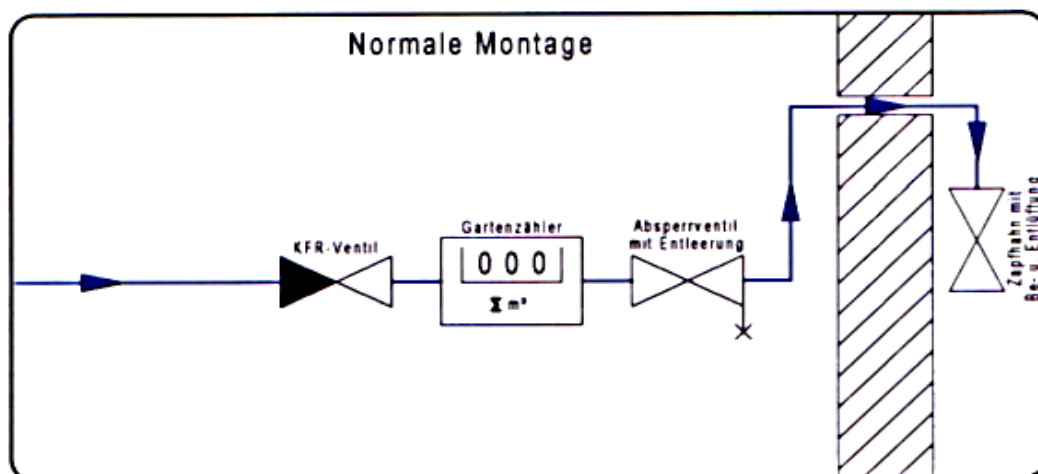 Normale Montage
KFR-Ventil
Gartenzähler
000
Σ m³
Absperrventil
mit Entleerung
Zapfhahn mit
Be- u Entlüftung